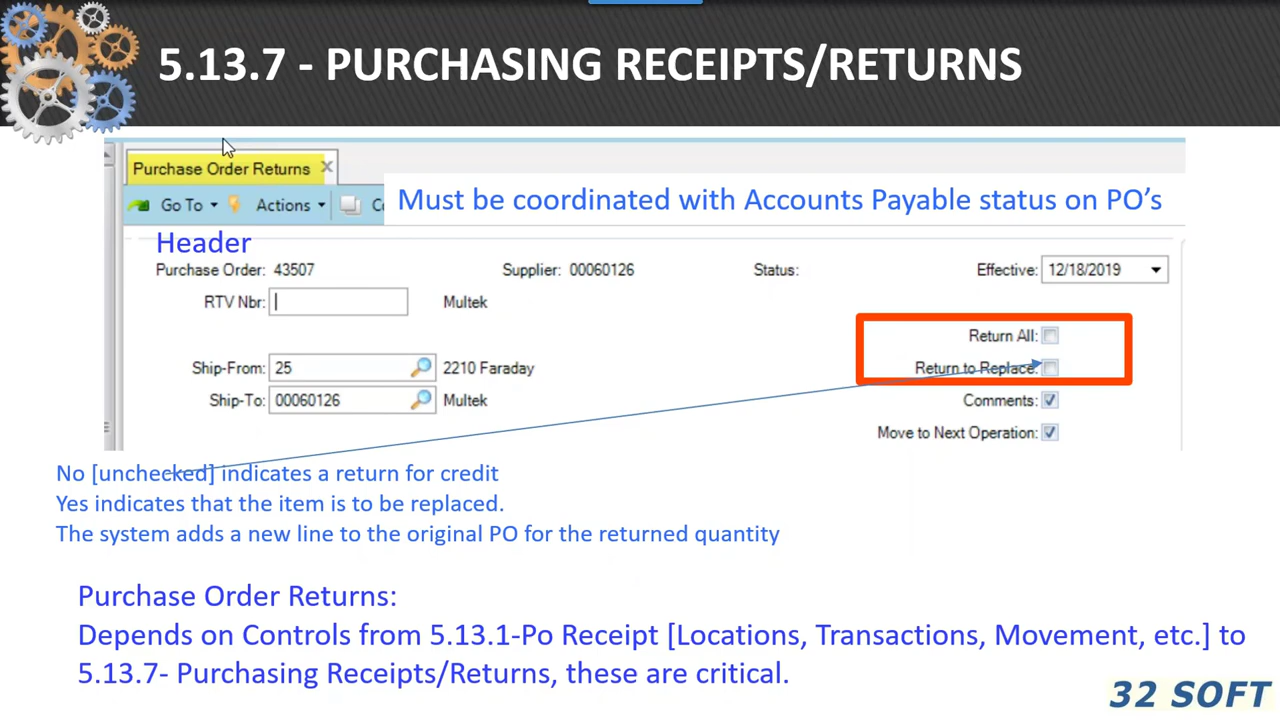 5.13.7 - PURCHASING RECEIPTS/RETURNS
Purchase Order Returns
Go To
Actions
Must be coordinated with Accounts Payable status on PO's
Header
Purchase Order: 43507 Supplier: 00060126 Status: Effective: 12/18/2019
RTV Nbr: Multek
Return All:
Ship-From: 25 2210 Faraday Return to Replace:
Ship-To: 00060126 Multek Comments:
Move to Next Operation:
No [unchecked] indicates a return for credit
Yes indicates that the item is to be replaced.
The system adds a new line to the original PO for the returned quantity
Purchase Order Returns:
Depends on Controls from 5.13.1-Po Receipt [Locations, Transactions, Movement, etc.] to
5.13.7- Purchasing Receipts/Returns, these are critical.
32 SOFT